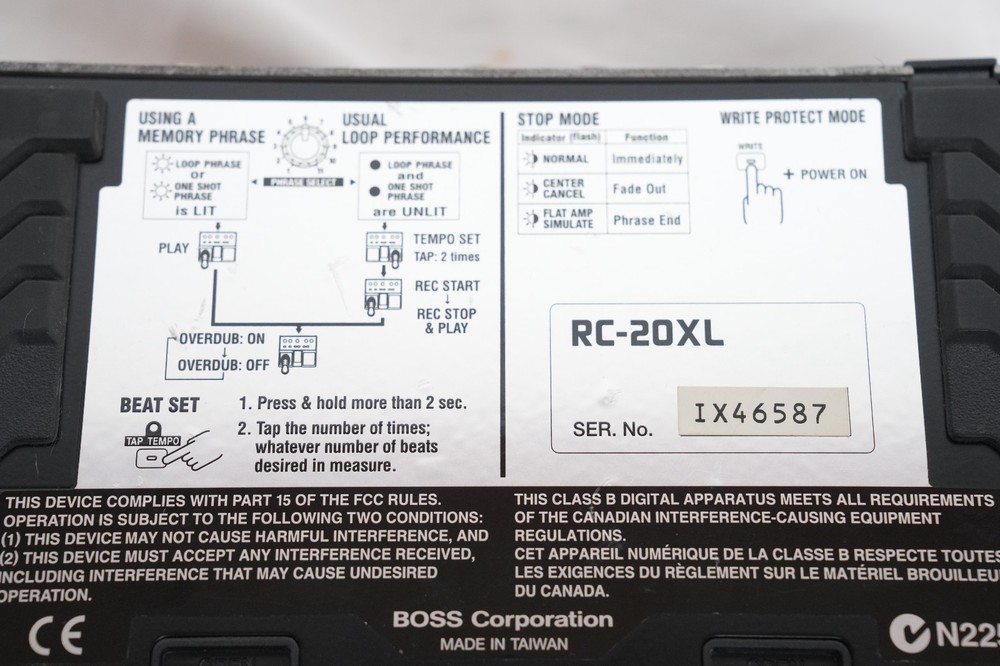 USING A
MEMORY PHRASE
USUAL
LOOP PERFORMANCE
LOOP PHRASE
or
ONE SHOT
PHRASE
is LIT
PHRASE SELECT
LOOP PHRASE
and
ONE SHOT
PHRASE
are UNLIT
PLAY
TEMPO SET
TAP: 2 times
REC START
↓
REC STOP
& PLAY
OVERDUB: ON
↓
OVERDUB: OFF
BEAT SET
TAP TEMPO
1. Press & hold more than 2 sec.
2. Tap the number of times;
whatever number of beats
desired in measure.
STOP MODE
Indicator (flash) Function
NORMAL Immediately
CENTER
CANCEL Fade Out
FLAT AMP
SIMULATE Phrase End
WRITE PROTECT MODE
WRITE
+ POWER ON
RC-20XL
SER. No. IX46587
THIS DEVICE COMPLIES WITH PART 15 OF THE FCC RULES.
OPERATION IS SUBJECT TO THE FOLLOWING TWO CONDITIONS:
(1) THIS DEVICE MAY NOT CAUSE HARMFUL INTERFERENCE, AND
(2) THIS DEVICE MUST ACCEPT ANY INTERFERENCE RECEIVED,
INCLUDING INTERFERENCE THAT MAY CAUSE UNDESIRED
OPERATION.
THIS CLASS B DIGITAL APPARATUS MEETS ALL REQUIREMENTS
OF THE CANADIAN INTERFERENCE-CAUSING EQUIPMENT
REGULATIONS.
CET APPAREIL NUMÉRIQUE DE LA CLASSE B RESPECTE TOUTES
LES EXIGENCES DU RÈGLEMENT SUR LE MATÉRIEL BROUILLEU
DU CANADA.
CE
BOSS Corporation
MADE IN TAIWAN
N22